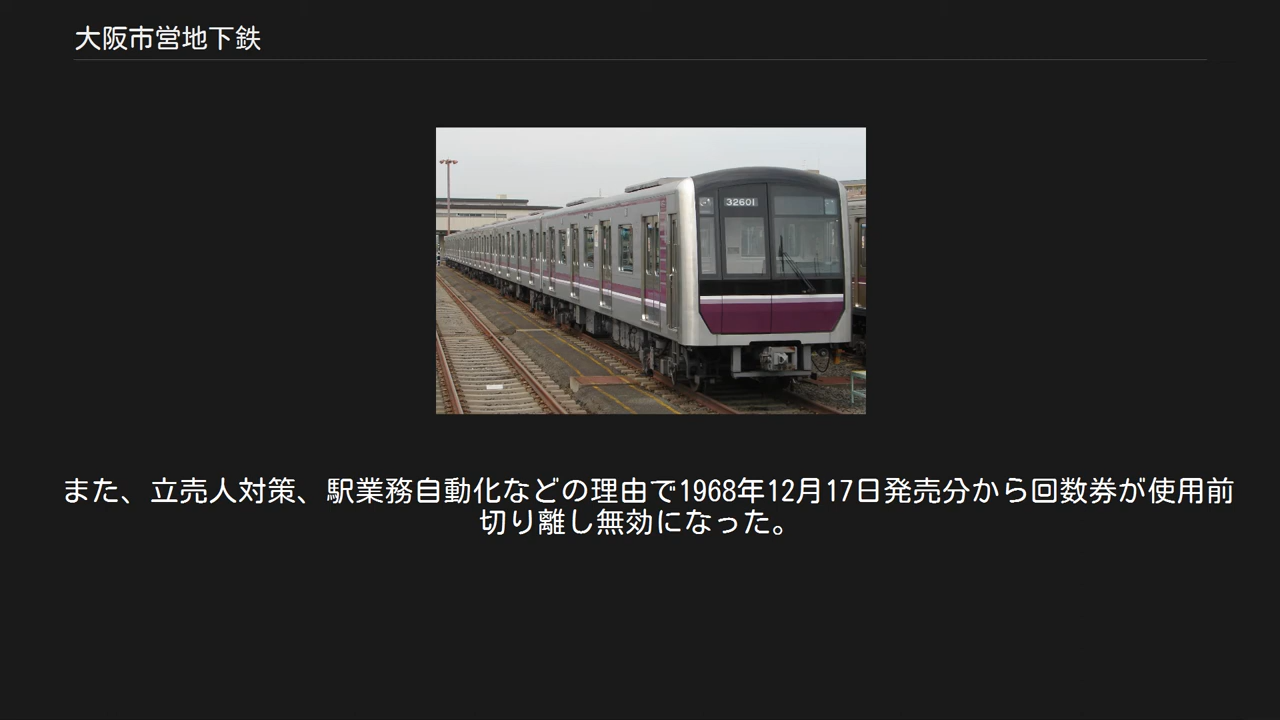 大阪市営地下鉄
32601
また、立売人対策、駅業務自動化などの理由で1968年12月17日発売分から回数券が使用前
切り離し無効になった。